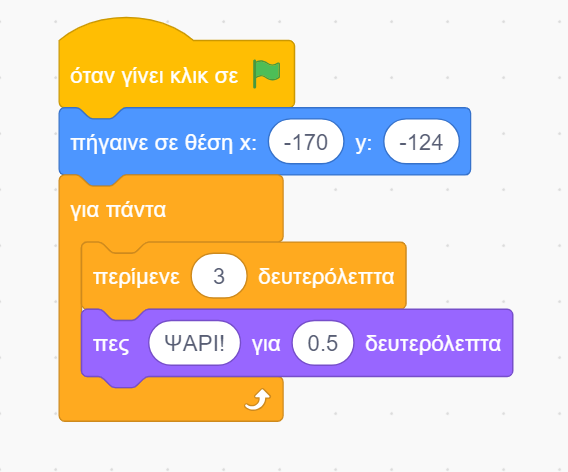 όταν γίνει κλικ σε
πήγαινε σε θέση x: -170 y: -124
για πάντα
περίμενε 3 δευτερόλεπτα
πες ΨΑΡΙ! για 0.5 δευτερόλεπτα